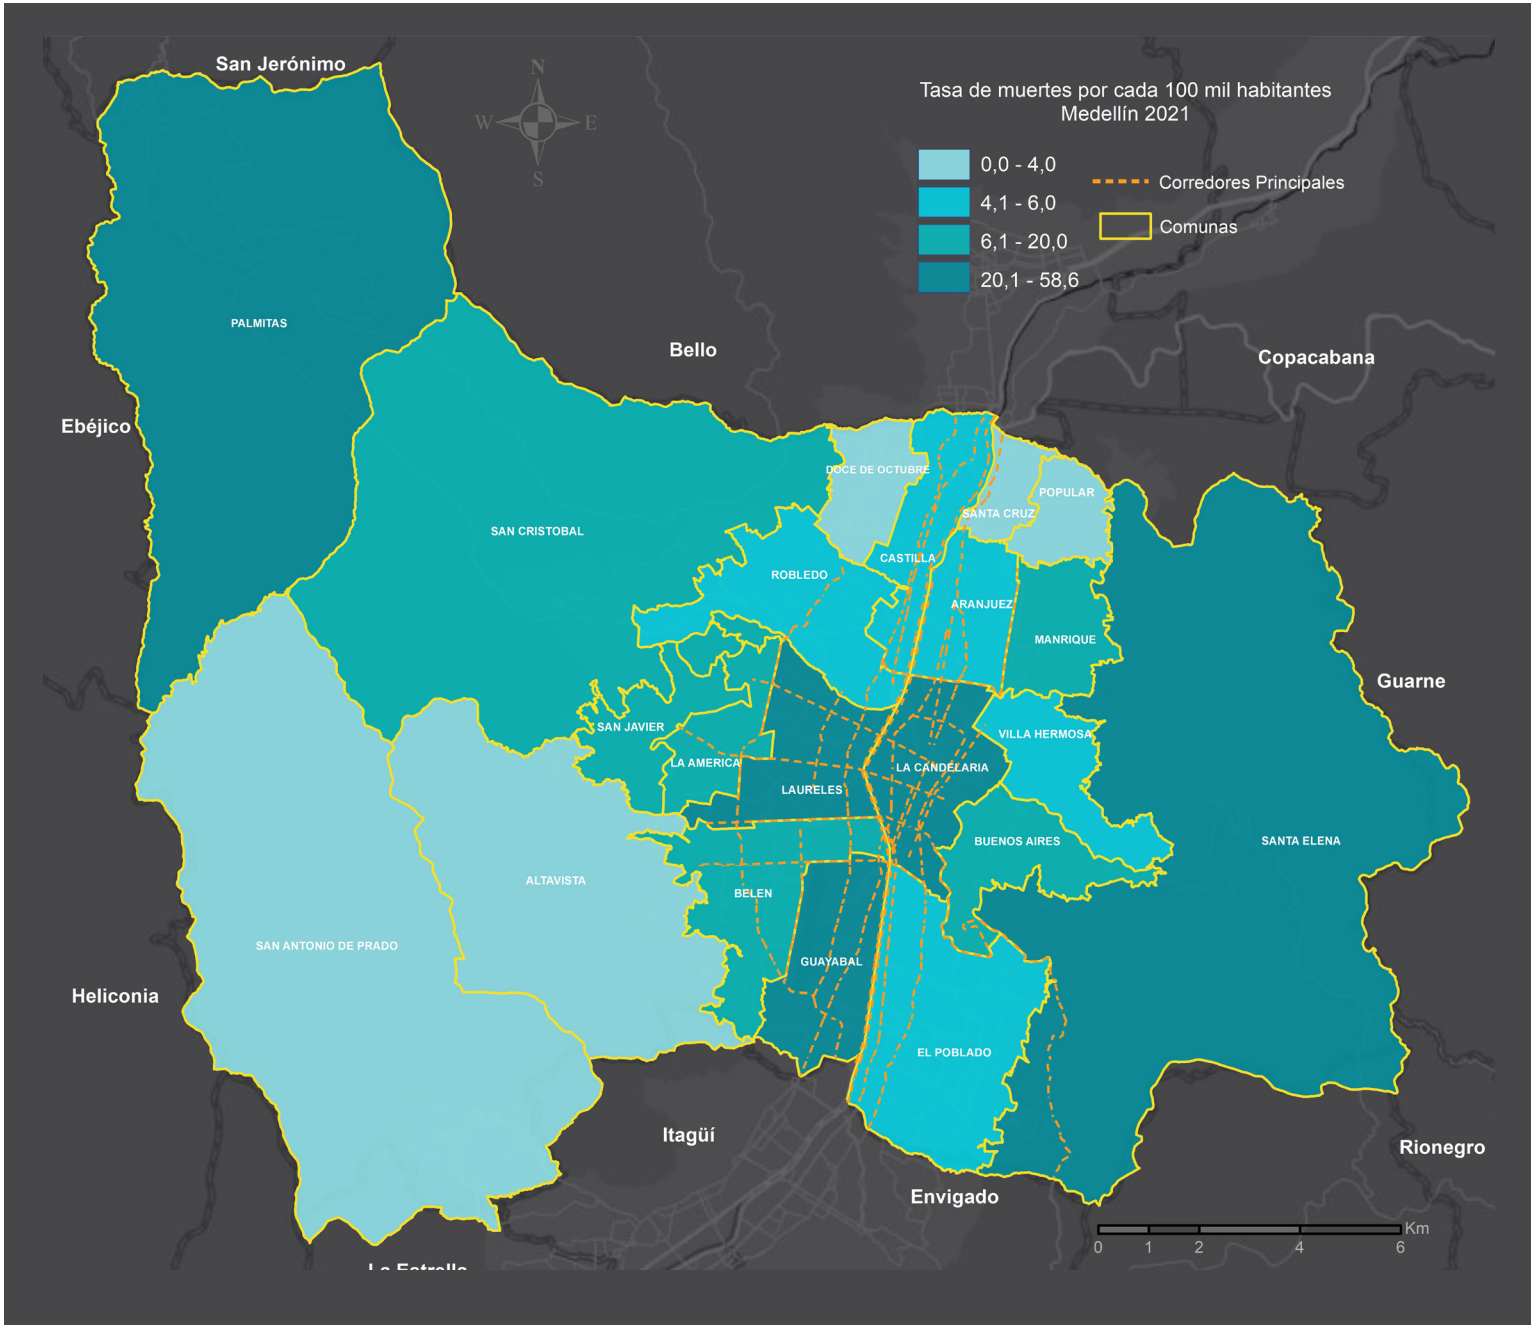 San Jerónimo
N
W
E
S
Tasa de muertes por cada 100 mil habitantes
Medellín 2021
0,0 - 4,0
4,1 - 6,0
6,1 - 20,0
20,1 - 58,6
Corredores Principales
Comunas
PALMITAS
Bello
Copacabana
Ebéjico
DOCE DE OCTUBRE
POPULAR
SANTA CRUZ
SAN CRISTOBAL
CASTILLA
ROBLEDO
ARANJUEZ
MANRIQUE
Guarne
SAN JAVIER
VILLA HERMOSA
LA AMERICA
LA CANDELARIA
LAURELES
BUENOS AIRES
SANTA ELENA
ALTAVISTA
BELEN
SAN ANTONIO DE PRADO
GUAYABAL
Heliconia
EL POBLADO
Itagüí
Rionegro
Envigado
Km
0 1 2 4 6
La Estrella